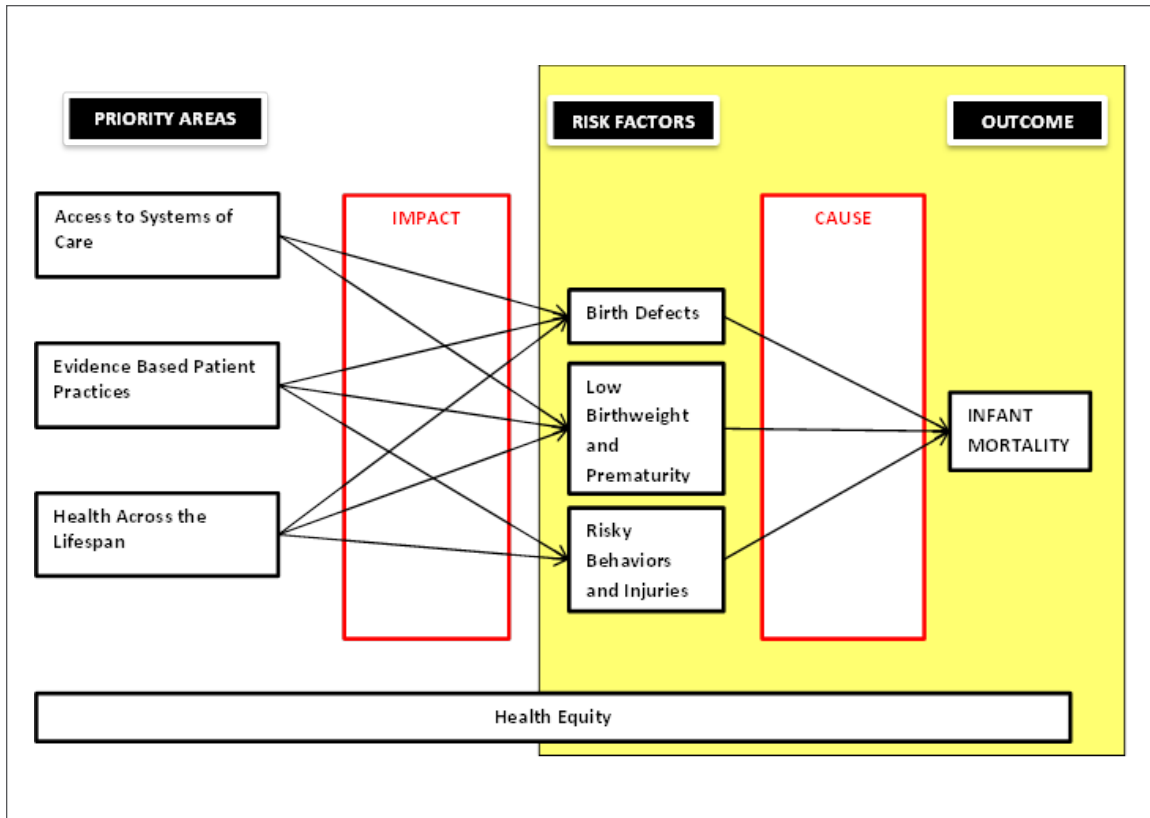 PRIORITY AREAS
RISK FACTORS
OUTCOME
Access to Systems of
Care
IMPACT
CAUSE
Birth Defects
Evidence Based Patient
Practices
Low
Birthweight
and
Prematurity
INFANT
MORTALITY
Health Across the
Lifespan
Risky
Behaviors
and Injuries
Health Equity